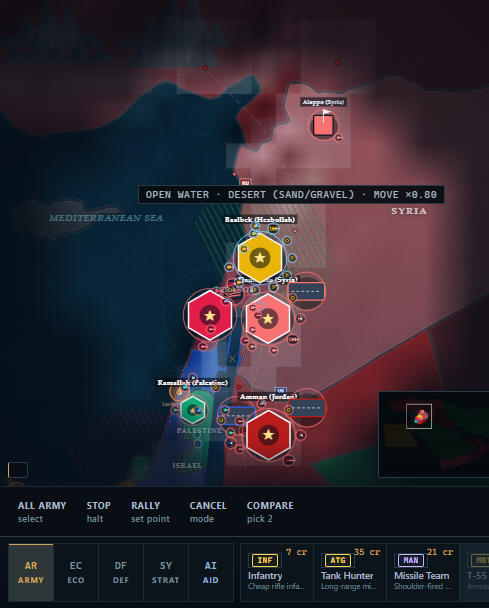 Aleppo (Syria)
OPEN WATER · DESERT (SAND/GRAVEL) · MOVE ×0.80
MEDITERRANEAN SEA
SYRIA
Baalbek (Hezbollah)
Ramallah (Palestine)
Amman (Jordan)
PALESTINE
ISRAEL
ALL ARMY STOP RALLY CANCEL COMPARE
select halt set point mode pick 2
AR EC DF SY AI
ARMY ECO DEF STRAT AID
INF 7 cr ATG 35 cr MAN 21 cr MBT
Infantry Tank Hunter Missile Team T-55
Cheap rifle infa... Long-range mi... Shoulder-fired ...